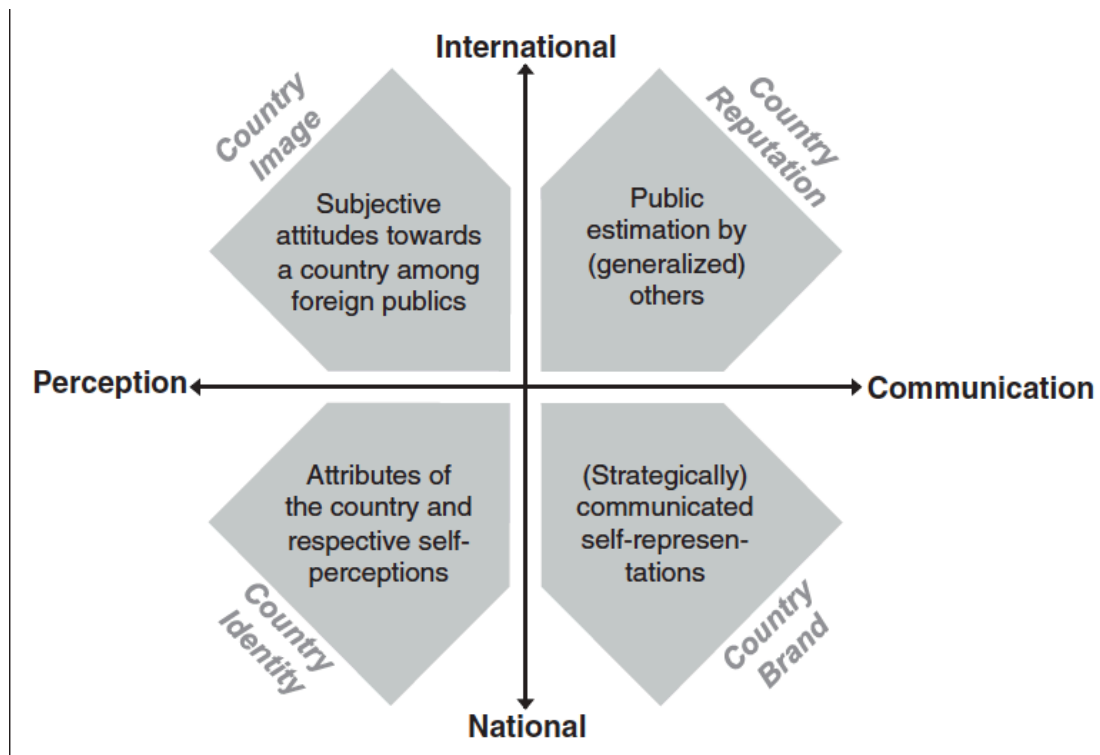 International
Country
Image
Country
Reputation
Subjective
attitudes towards
a country among
foreign publics
Public
estimation by
(generalized)
others
Perception
Communication
Attributes of
the country and
respective self-
perceptions
(Strategically)
communicated
self-represen-
tations
Country
Identity
Country
Brand
National